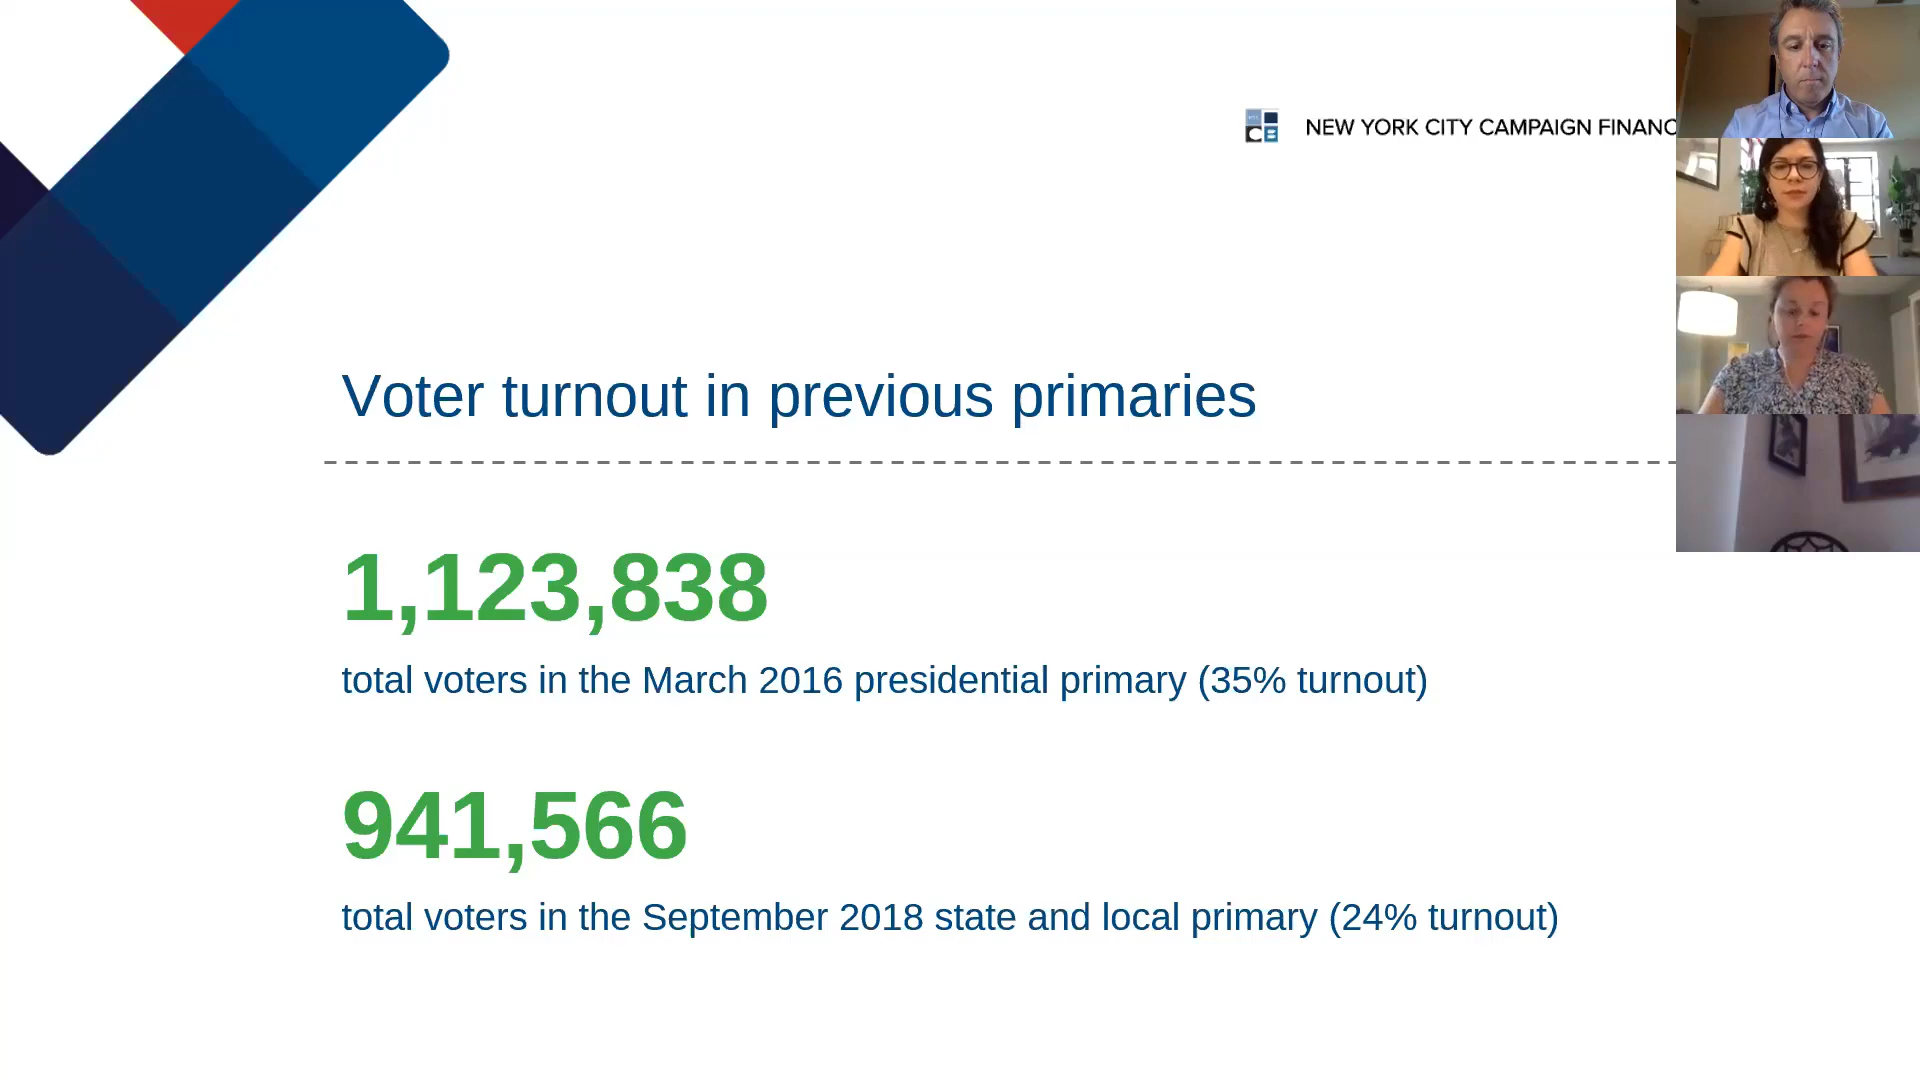 NEW YORK CITY CAMPAIGN FINANC
Voter turnout in previous primaries
1,123,838
total voters in the March 2016 presidential primary (35% turnout)
941,566
total voters in the September 2018 state and local primary (24% turnout)